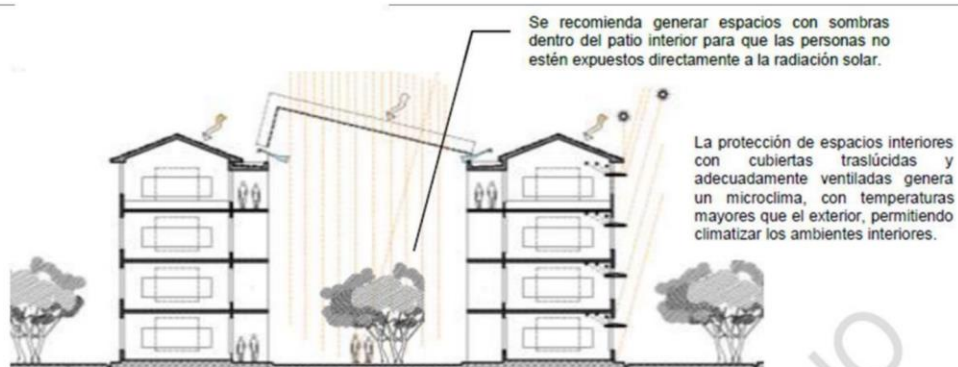 Se recomienda generar espacios con sombras
dentro del patio interior para que las personas no
estén expuestos directamente a la radiación solar.
La protección de espacios interiores
con cubiertas traslúcidas y
adecuadamente ventiladas genera
un microclima, con temperaturas
mayores que el exterior, permitiendo
climatizar los ambientes interiores.